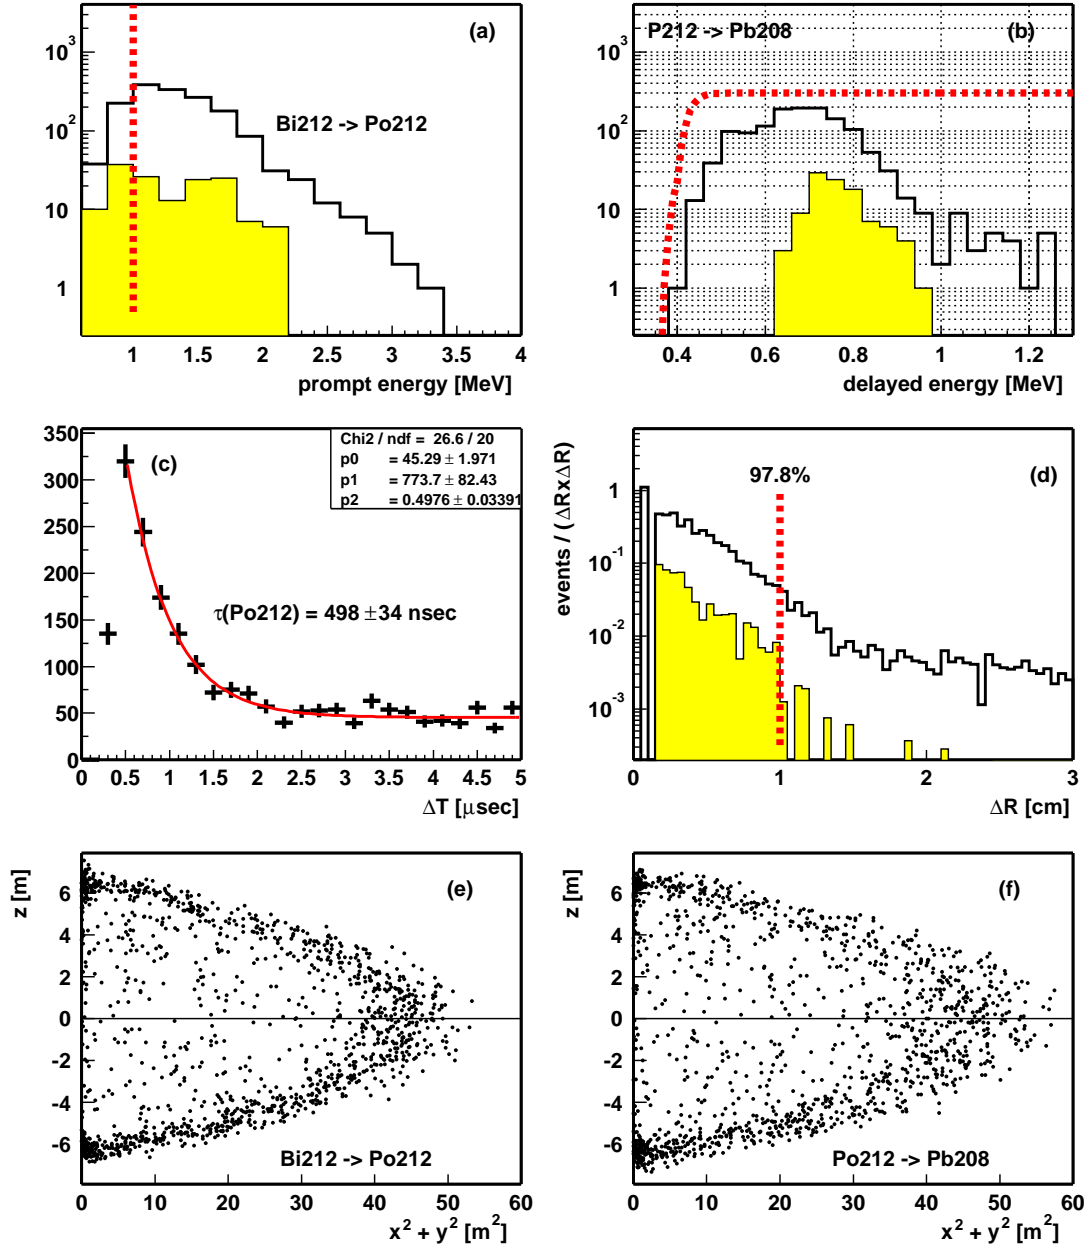 (a)
Bi212 -> Po212
10³
10²
10
1
1 1.5 2 2.5 3 3.5 4
prompt energy [MeV]
P212 -> Pb208
(b)
10³
10²
10
1
0.4 0.6 0.8 1 1.2
delayed energy [MeV]
(c)
Chi2 / ndf = 26.6 / 20
p0 = 45.29 ± 1.971
p1 = 773.7 ± 82.43
p2 = 0.4976 ± 0.03391
τ(Po212) = 498 ±34 nsec
350
300
250
200
150
100
50
0
0 0.5 1 1.5 2 2.5 3 3.5 4 4.5 5
ΔT [μsec]
events / (ΔRxΔR)
97.8%
(d)
1
10⁻¹
10⁻²
10⁻³
0 1 2 3
ΔR [cm]
z [m]
(e)
6
4
2
0
-2
-4
-6
Bi212 -> Po212
0 10 20 30 40 50 60
x² + y² [m²]
z [m]
(f)
6
4
2
0
-2
-4
-6
Po212 -> Pb208
0 10 20 30 40 50 60
x² + y² [m²]